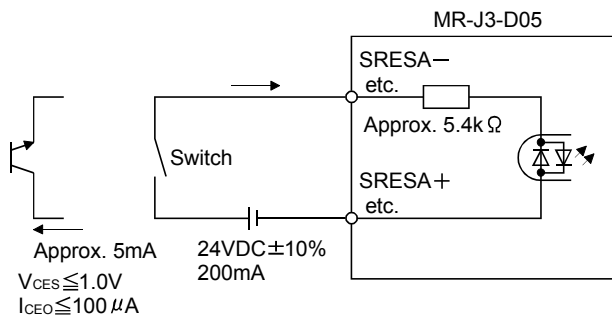 MR-J3-D05
SRESA－
etc.
Approx. 5.4kΩ
Switch
SRESA＋
etc.
Approx. 5mA
24VDC±10%
200mA
VCES≦1.0V
ICEO≦100μA